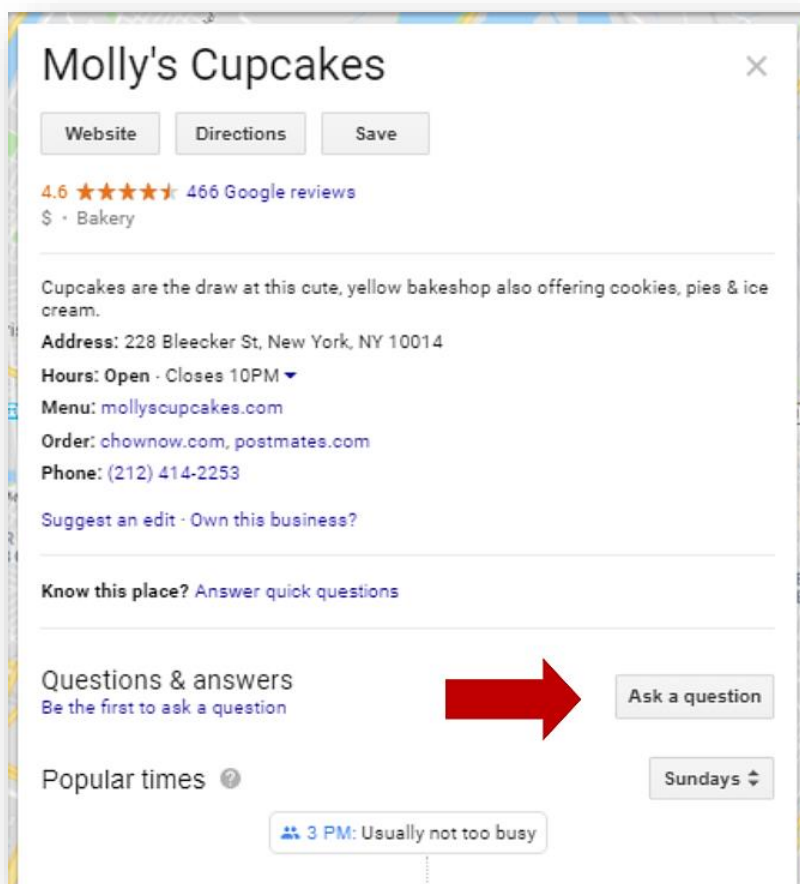 Molly's Cupcakes
Website Directions Save
4.6 466 Google reviews
$ · Bakery
Cupcakes are the draw at this cute, yellow bakeshop also offering cookies, pies & ice
cream.
Address: 228 Bleecker St, New York, NY 10014
Hours: Open · Closes 10PM
Menu: mollyscupcakes.com
Order: chownow.com, postmates.com
Phone: (212) 414-2253
Suggest an edit · Own this business?
Know this place? Answer quick questions
Questions & answers
Be the first to ask a question
Ask a question
Popular times
Sundays
3 PM: Usually not too busy